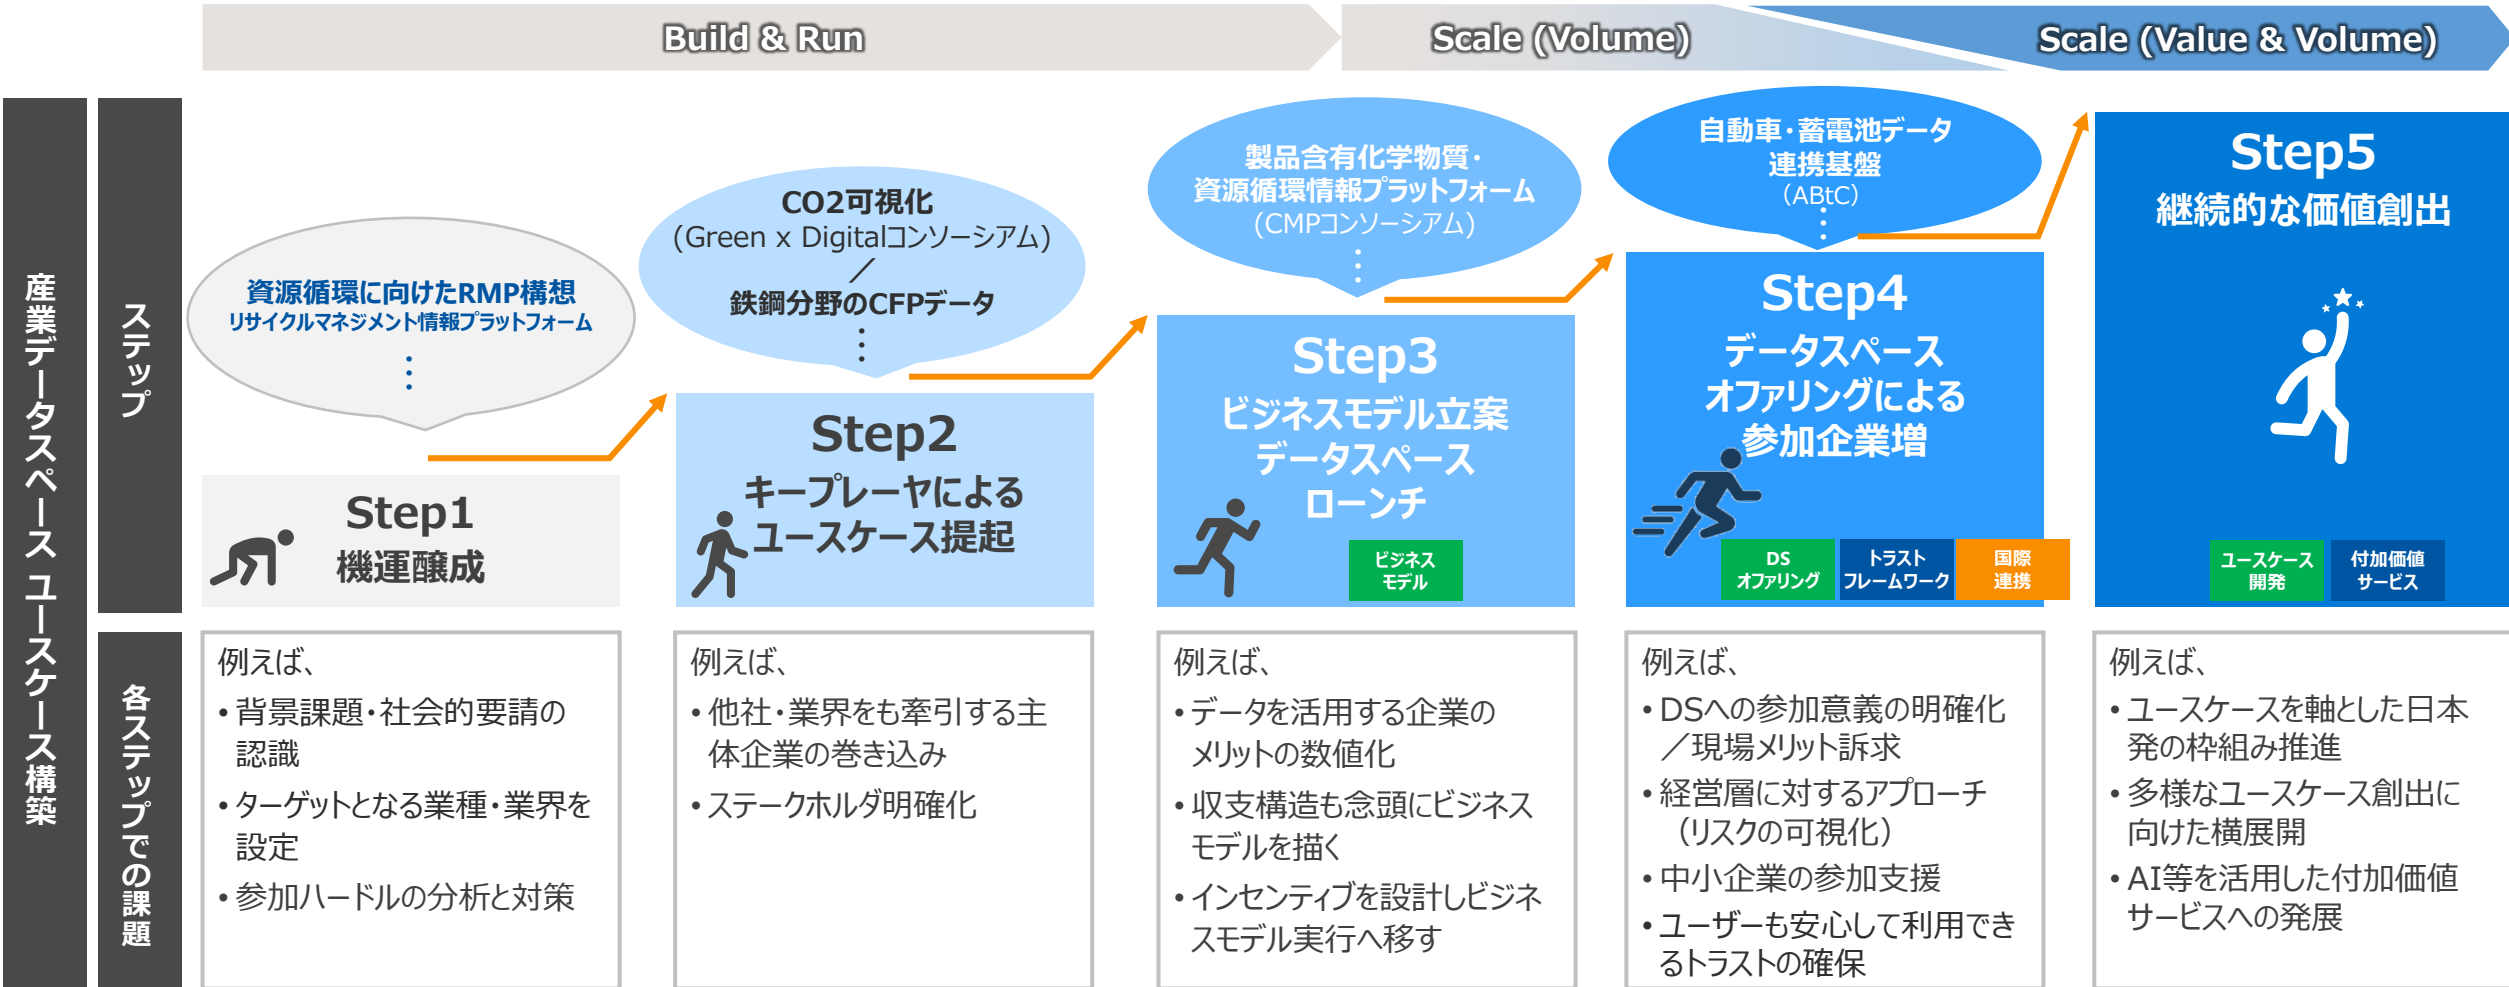 Build & Run
Scale (Volume)
Scale (Value & Volume)
産業データスペース ユースケース構築
ステップ
資源循環に向けたRMP構想
リサイクルマネジメント情報プラットフォーム
⋮
Step1
機運醸成
CO2可視化
(Green x Digitalコンソーシアム)
／
鉄鋼分野のCFPデータ
⋮
Step2
キープレーヤによる
ユースケース提起
製品含有化学物質・
資源循環情報プラットフォーム
(CMPコンソーシアム)
⋮
Step3
ビジネスモデル立案
データスペース
ローンチ
ビジネス
モデル
自動車・蓄電池データ
連携基盤
（ABtC）
⋮
Step4
データスペース
オファリングによる
参加企業増
DS
オファリング
トラスト
フレームワーク
国際
連携
Step5
継続的な価値創出
ユースケース
開発
付加価値
サービス
各ステップでの課題
例えば、
・背景課題・社会的要請の
認識
・ターゲットとなる業種・業界を
設定
・参加ハードルの分析と対策
例えば、
・他社・業界をも牽引する主
体企業の巻き込み
・ステークホルダ明確化
例えば、
・データを活用する企業の
メリットの数値化
・収支構造も念頭にビジネス
モデルを描く
・インセンティブを設計しビジネ
スモデル実行へ移す
例えば、
・DSへの参加意義の明確化
／現場メリット訴求
・経営層に対するアプローチ
（リスクの可視化）
・中小企業の参加支援
・ユーザーも安心して利用でき
るトラストの確保
例えば、
・ユースケースを軸とした日本
発の枠組み推進
・多様なユースケース創出に
向けた横展開
・AI等を活用した付加価値
サービスへの発展